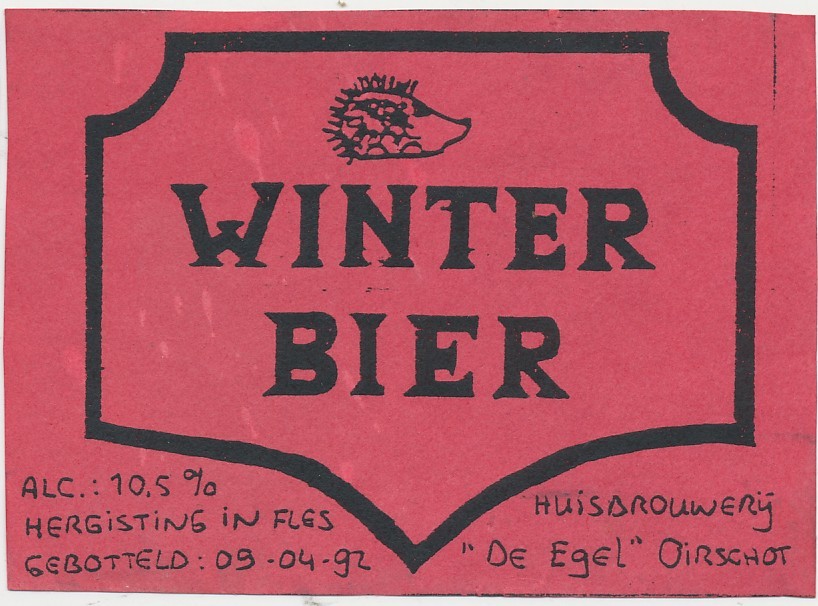 WINTER
BIER
ALC.: 10,5 %
HERGISTING IN FLES
GEBOTTELD: 09-04-92
HUISBROUWERIJ
"DE Egel" OIRSCHOT